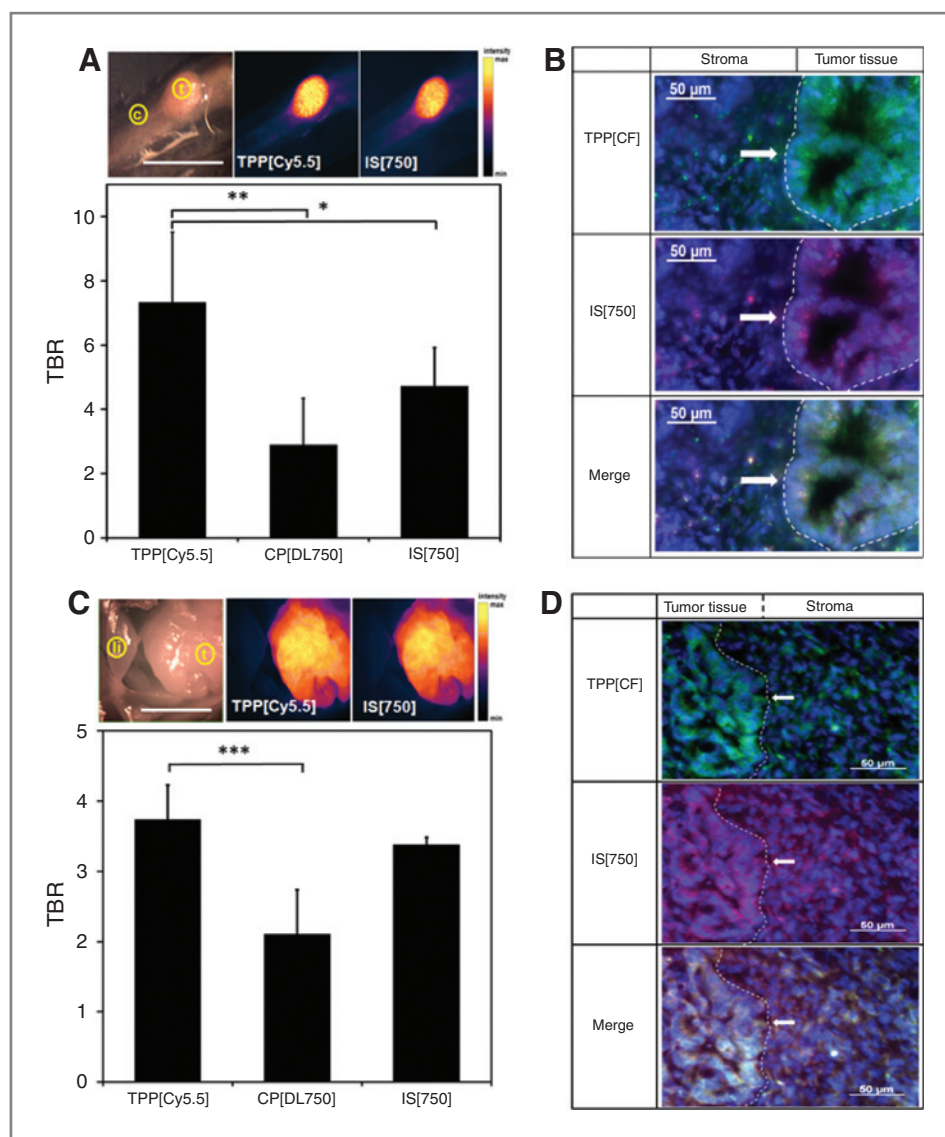 A
t
c
TPP[Cy5.5]
IS[750]
intensity
max
min
**
*
10
8
6
4
2
0
TBR
TPP[Cy5.5] CP[DL750] IS[750]
B
Stroma Tumor tissue
TPP[CF]
50 µm
IS[750]
50 µm
Merge
50 µm
C
li
t
TPP[Cy5.5]
IS[750]
intensity
max
min
***
5
4
3
2
1
0
TBR
TPP[Cy5.5] CP[DL750] IS[750]
D
Tumor tissue Stroma
TPP[CF]
50 µm
IS[750]
50 µm
Merge
50 µm